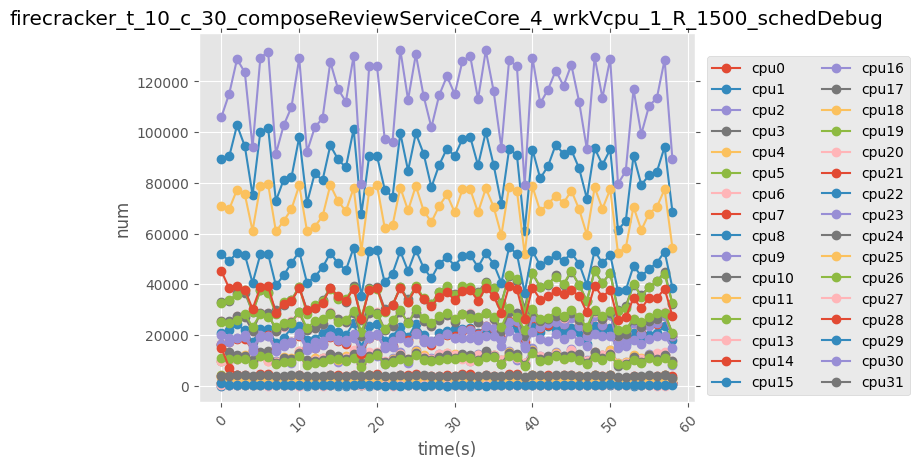 firecracker_t_10_c_30_composeReviewServiceCore_4_wrkVcpu_1_R_1500_schedDebug
num
120000
100000
80000
60000
40000
20000
0
0
10
20
30
40
50
60
time(s)
cpu0
cpu1
cpu2
cpu3
cpu4
cpu5
cpu6
cpu7
cpu8
cpu9
cpu10
cpu11
cpu12
cpu13
cpu14
cpu15
cpu16
cpu17
cpu18
cpu19
cpu20
cpu21
cpu22
cpu23
cpu24
cpu25
cpu26
cpu27
cpu28
cpu29
cpu30
cpu31